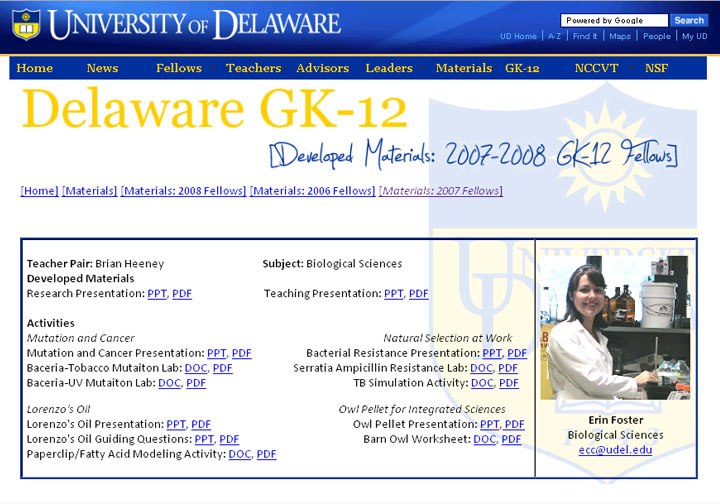 UNIVERSITY OF DELAWARE
Powered by Google Search
UD Home | A-Z | Find It | Maps | People | My UD
Home News Fellows Teachers Advisors Leaders Materials GK-12 NCCVT NSF
Delaware GK-12
[Developed Materials: 2007-2008 GK-12 Fellows]
[Home] [Materials] [Materials: 2008 Fellows] [Materials: 2006 Fellows] [Materials: 2007 Fellows]
Teacher Pair: Brian Heeney Subject: Biological Sciences
Developed Materials
Research Presentation: PPT, PDF Teaching Presentation: PPT, PDF
Activities
Mutation and Cancer Natural Selection at Work
Mutation and Cancer Presentation: PPT, PDF Bacterial Resistance Presentation: PPT, PDF
Baceria-Tobacco Mutaiton Lab: DOC, PDF Serratia Ampicillin Resistance Lab: DOC, PDF
Baceria-UV Mutaiton Lab: DOC, PDF TB Simulation Activity: DOC, PDF
Lorenzo's Oil Owl Pellet for Integrated Sciences
Lorenzo's Oil Presentation: PPT, PDF Owl Pellet Presentation: PPT, PDF
Lorenzo's Oil Guiding Questions: PPT, PDF Barn Owl Worksheet: DOC, PDF
Paperclip/Fatty Acid Modeling Activity: DOC, PDF
Erin Foster
Biological Sciences
ecc@udel.edu